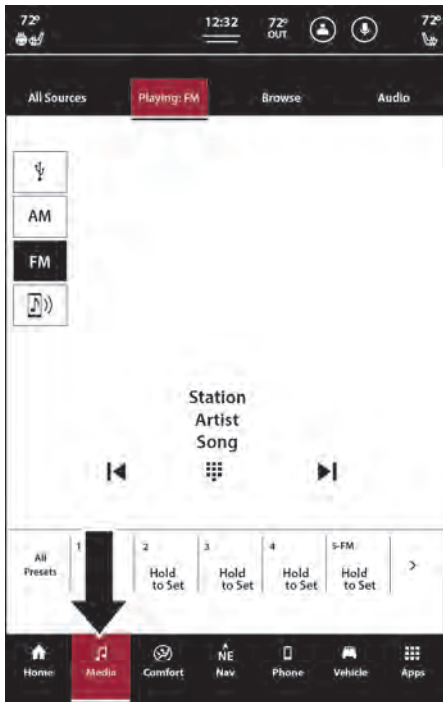 72°
12:32
72°
OUT
72°
All Sources
Playing: FM
Browse
Audio
AM
FM
Station
Artist
Song
All
Presets
1
2
Hold
to Set
3
Hold
to Set
4
Hold
to Set
5-FM
Hold
to Set
Home
Media
Comfort
NE
Nav
Phone
Vehicle
Apps